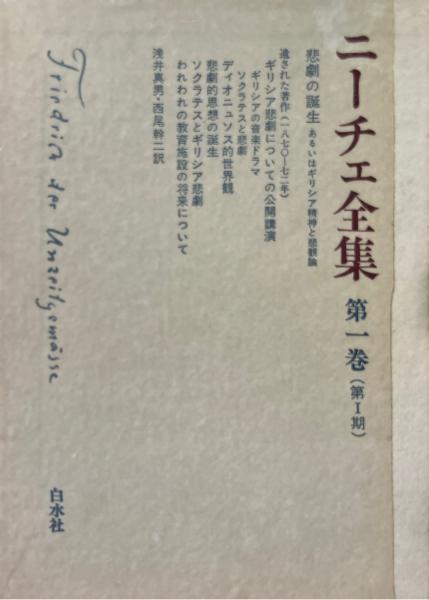 ニーチェ全集 第一巻(第Ⅰ期)
悲劇の誕生 あるいはギリシア精神と悲観論
遺された著作(一八七〇―七二年)
ギリシア悲劇についての公開講演
ギリシアの音楽ドラマ
ソクラテスと悲劇
ディオニュソス的世界観
悲劇的思想の誕生
ソクラテスとギリシア悲劇
われわれの教育施設の将来について
浅井真男・西尾幹二訳
Friedrich der Unzeitgemässe
白水社